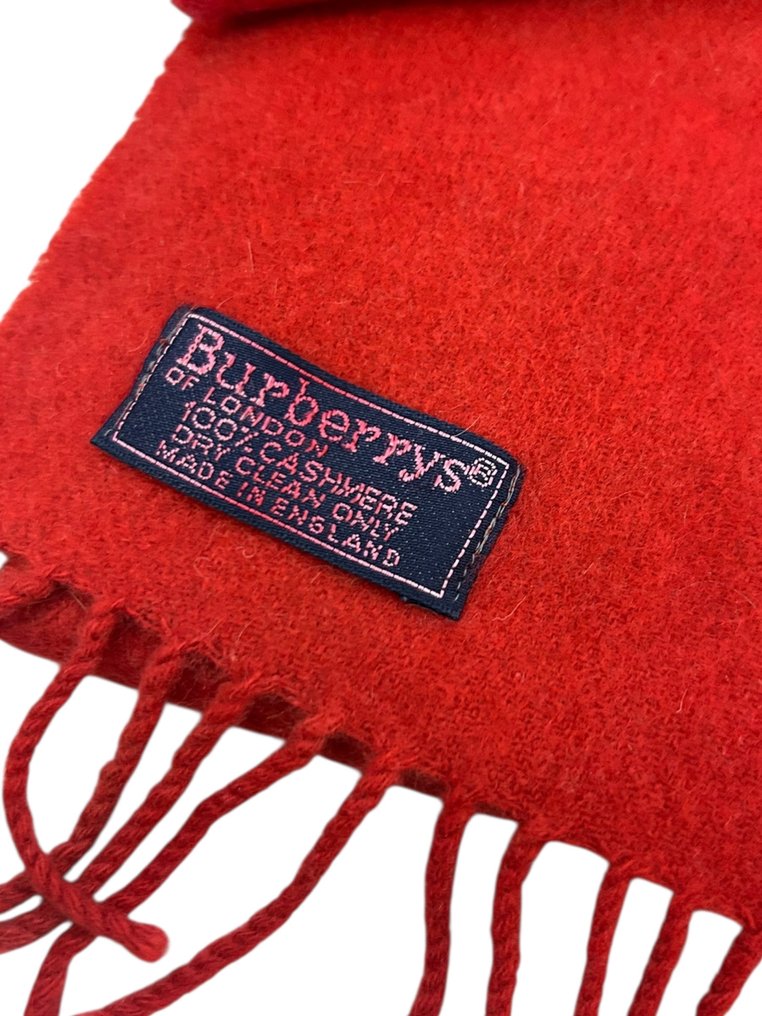 Burberrys®
OF LONDON
100% CASHMERE
DRY CLEAN ONLY
MADE IN ENGLAND